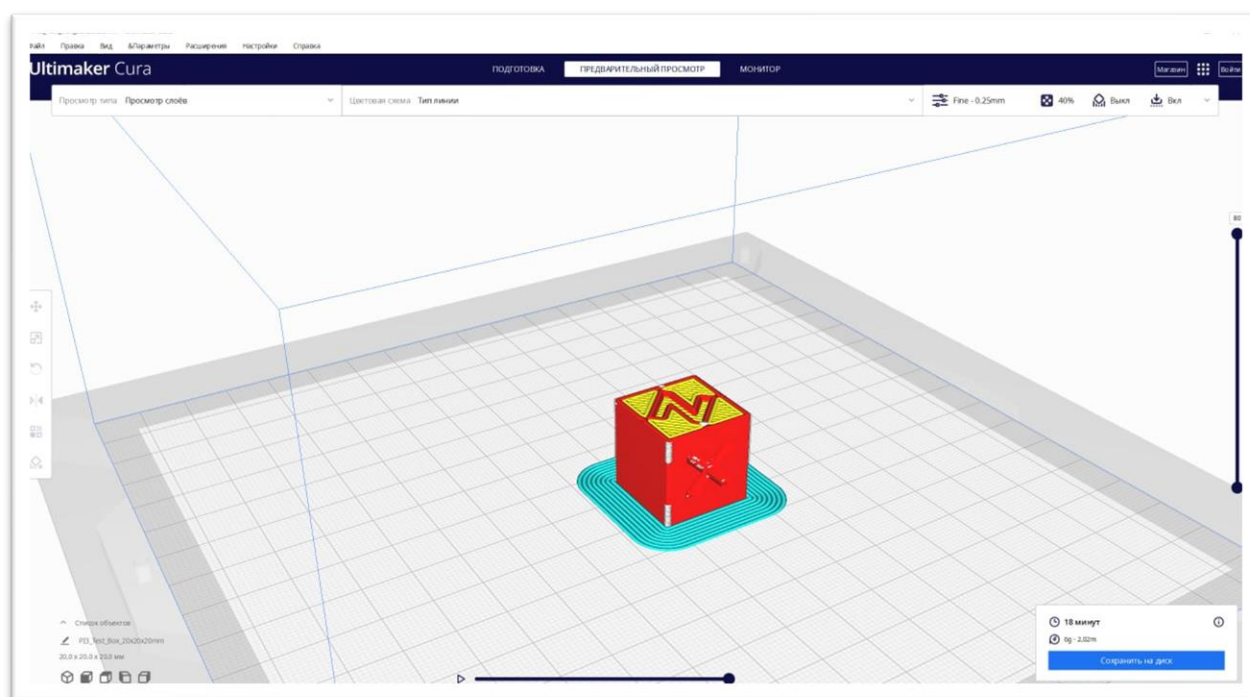 Правка Вид &Параметры Расширения Настройки Справка
Ultimaker Cura ПОДГОТОВКА ПРЕДВАРИТЕЛЬНЫЙ ПРОСМОТР МОНИТОР Магазин Войти
Просмотр типа Просмотр слоёв Цветовая схема Тип линии Fine - 0.25mm 40% Выкл Вкл
80
Список объектов
PEI_Test_Box_20x20x20mm
20.0 x 20.0 x 20.0 мм
18 минут
6g - 2.02m
Сохранить на диск